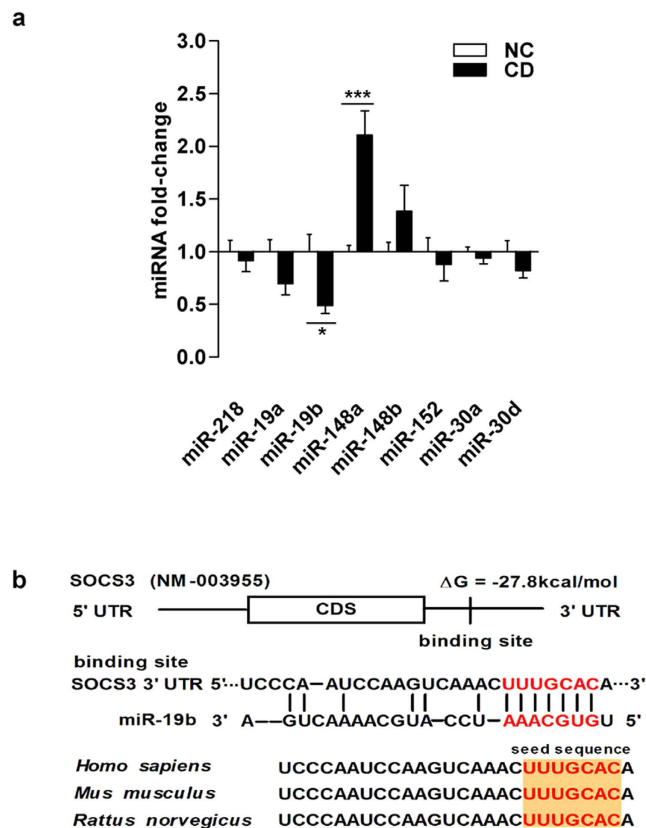 a
NC
CD
miRNA fold-change
3.0
2.5
2.0
1.5
1.0
0.5
0.0
***
*
miR-218
miR-19a
miR-19b
miR-148a
miR-148b
miR-152
miR-30a
miR-30d
b
SOCS3 (NM-003955) ΔG = -27.8kcal/mol
5' UTR CDS 3' UTR
binding site
binding site
SOCS3 3' UTR 5'···UCCCA–AUCCAAGUCAAACUUUGCACA···3'
miR-19b 3' A––GUCAAAACGUA–CCU–AAACGUGU 5'
seed sequence
Homo sapiens UCCCAAUCCAAGUCAAACUUUGCACA
Mus musculus UCCCAAUCCAAGUCAAACUUUGCACA
Rattus norvegicus UCCCAAUCCAAGUCAAACUUUGCACA